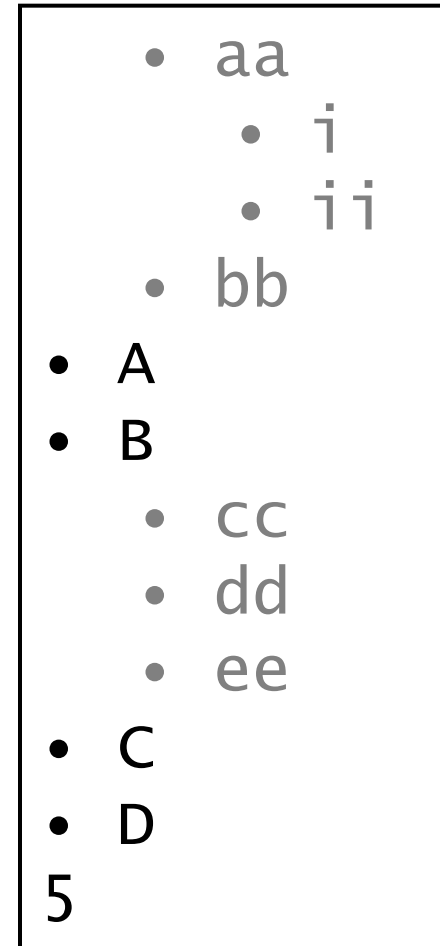 • aa
• i
• ii
• bb
• A
• B
• cc
• dd
• ee
• C
• D
5